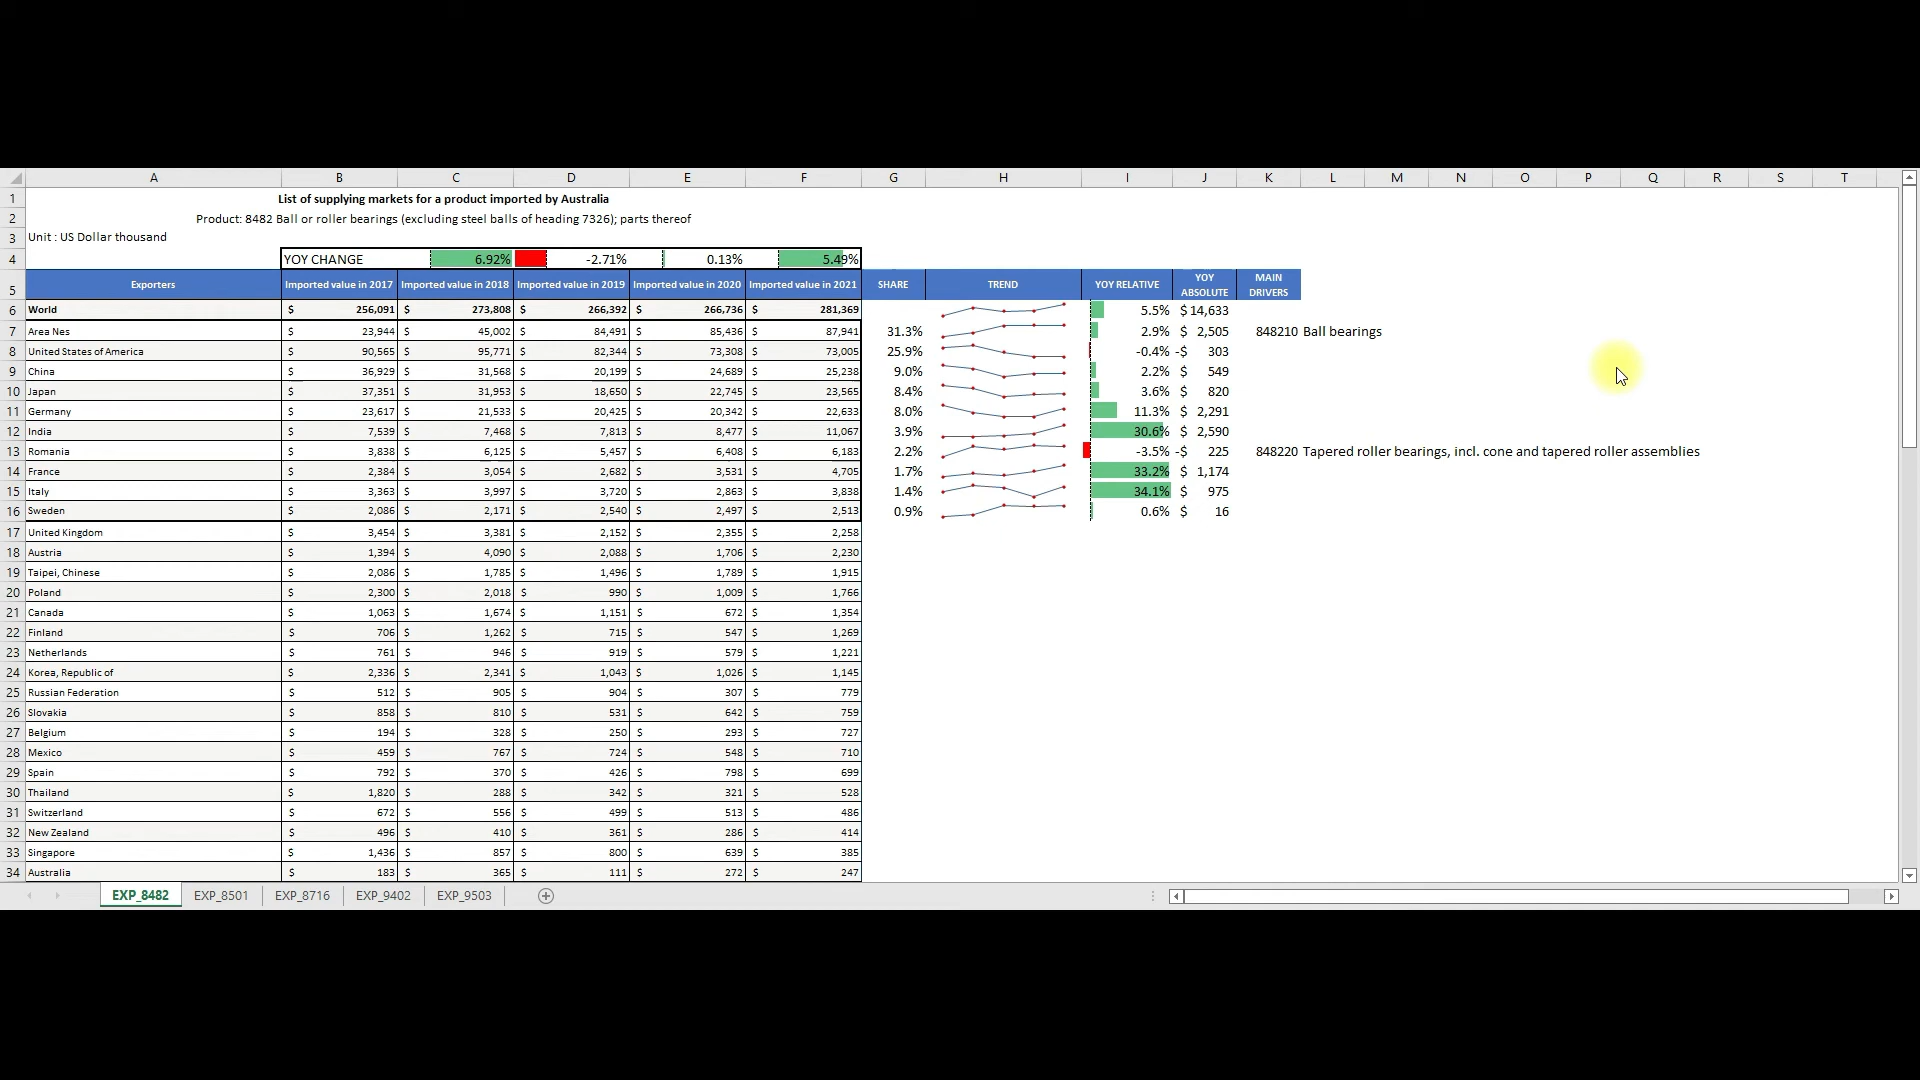 A B C D E F G H I J K L M N O P Q R S T
1 List of supplying markets for a product imported by Australia
2 Product: 8482 Ball or roller bearings (excluding steel balls of heading 7326); parts thereof
3 Unit : US Dollar thousand
4 YOY CHANGE 6.92% -2.71% 0.13% 5.49%
5 Exporters Imported value in 2017 Imported value in 2018 Imported value in 2019 Imported value in 2020 Imported value in 2021 SHARE TREND YOY RELATIVE YOY ABSOLUTE MAIN DRIVERS
6 World $ 256,091 $ 273,808 $ 266,392 $ 266,736 $ 281,369 5.5% $ 14,633
7 Area Nes $ 23,944 $ 45,002 $ 84,491 $ 85,436 $ 87,941 31.3% 2.9% $ 2,505 848210 Ball bearings
8 United States of America $ 90,565 $ 95,771 $ 82,344 $ 73,308 $ 73,005 25.9% -0.4% -$ 303
9 China $ 36,929 $ 31,568 $ 20,199 $ 24,689 $ 25,238 9.0% 2.2% $ 549
10 Japan $ 37,351 $ 31,953 $ 18,650 $ 22,745 $ 23,565 8.4% 3.6% $ 820
11 Germany $ 23,617 $ 21,533 $ 20,425 $ 20,342 $ 22,633 8.0% 11.3% $ 2,291
12 India $ 7,539 $ 7,468 $ 7,813 $ 8,477 $ 11,067 3.9% 30.6% $ 2,590
13 Romania $ 3,838 $ 6,125 $ 5,457 $ 6,408 $ 6,183 2.2% -3.5% -$ 225 848220 Tapered roller bearings, incl. cone and tapered roller assemblies
14 France $ 2,384 $ 3,054 $ 2,682 $ 3,531 $ 4,705 1.7% 33.2% $ 1,174
15 Italy $ 3,363 $ 3,997 $ 3,720 $ 2,863 $ 3,838 1.4% 34.1% $ 975
16 Sweden $ 2,086 $ 2,171 $ 2,540 $ 2,497 $ 2,513 0.9% 0.6% $ 16
17 United Kingdom $ 3,454 $ 3,381 $ 2,152 $ 2,355 $ 2,258
18 Austria $ 1,394 $ 4,090 $ 2,088 $ 1,706 $ 2,230
19 Taipei, Chinese $ 2,086 $ 1,785 $ 1,496 $ 1,789 $ 1,915
20 Poland $ 2,300 $ 2,018 $ 990 $ 1,009 $ 1,766
21 Canada $ 1,063 $ 1,674 $ 1,151 $ 672 $ 1,354
22 Finland $ 706 $ 1,262 $ 715 $ 547 $ 1,269
23 Netherlands $ 761 $ 946 $ 919 $ 579 $ 1,221
24 Korea, Republic of $ 2,336 $ 2,341 $ 1,043 $ 1,026 $ 1,145
25 Russian Federation $ 512 $ 905 $ 904 $ 307 $ 779
26 Slovakia $ 858 $ 810 $ 531 $ 642 $ 759
27 Belgium $ 194 $ 328 $ 250 $ 293 $ 727
28 Mexico $ 459 $ 767 $ 724 $ 548 $ 710
29 Spain $ 792 $ 370 $ 426 $ 798 $ 699
30 Thailand $ 1,820 $ 288 $ 342 $ 321 $ 528
31 Switzerland $ 672 $ 556 $ 499 $ 513 $ 486
32 New Zealand $ 496 $ 410 $ 361 $ 286 $ 414
33 Singapore $ 1,436 $ 857 $ 800 $ 639 $ 385
34 Australia $ 183 $ 365 $ 111 $ 272 $ 247
EXP_8482 EXP_8501 EXP_8716 EXP_9402 EXP_9503